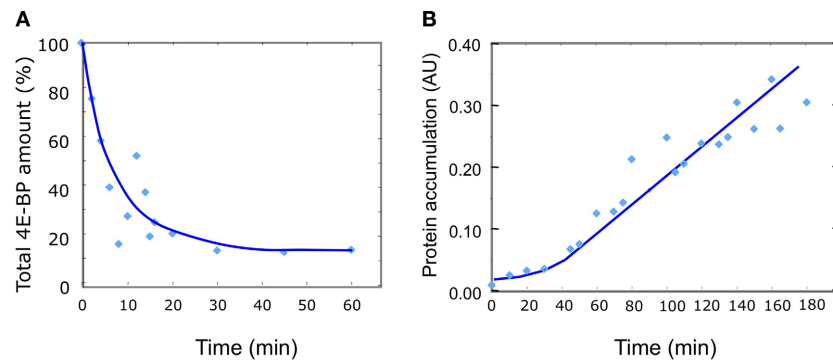 A
Total 4E-BP amount (%)
100
80
60
40
20
0
0 10 20 30 40 50 60
Time (min)
B
Protein accumulation (AU)
0.40
0.30
0.20
0.10
0.00
0 20 40 60 80 100 120 140 160 180
Time (min)